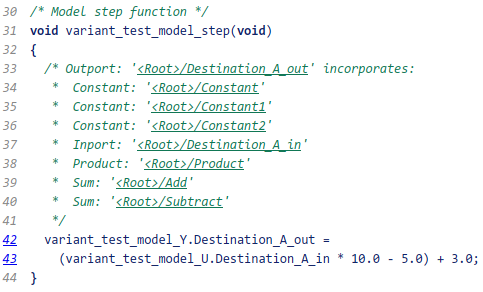 30 /* Model step function */
31 void variant_test_model_step(void)
32 {
33   /* Outport: '<Root>/Destination_A_out' incorporates:
34    *  Constant: '<Root>/Constant'
35    *  Constant: '<Root>/Constant1'
36    *  Constant: '<Root>/Constant2'
37    *  Inport: '<Root>/Destination_A_in'
38    *  Product: '<Root>/Product'
39    *  Sum: '<Root>/Add'
40    *  Sum: '<Root>/Subtract'
41    */
42   variant_test_model_Y.Destination_A_out =
43     (variant_test_model_U.Destination_A_in * 10.0 - 5.0) + 3.0;
44 }